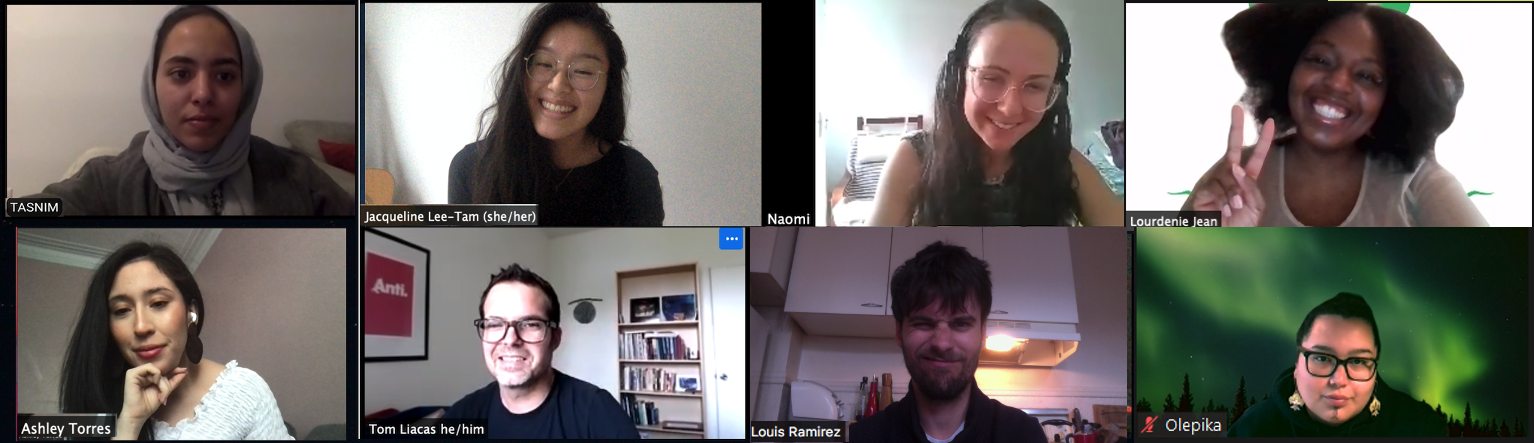 TASNIM
Jacqueline Lee-Tam (she/her)
Naomi
Lourdenie Jean
Anti.
Ashley Torres
Tom Liacas he/him
Louis Ramirez
Olepika